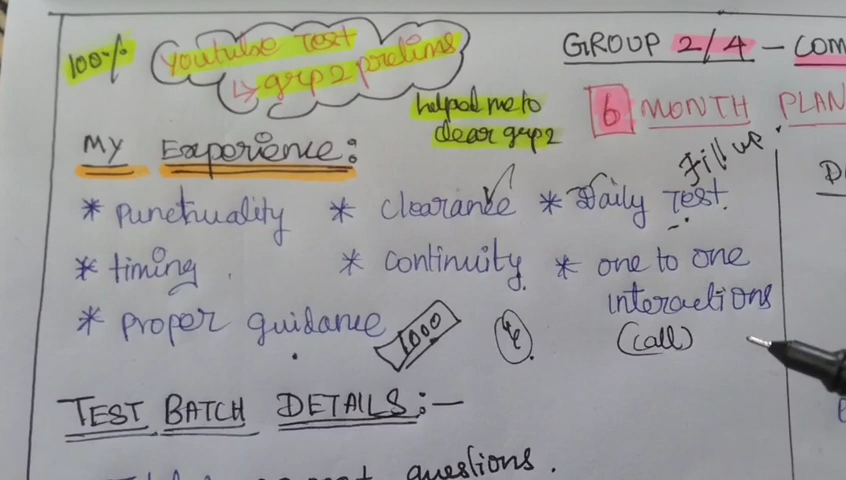 100%
Youtube Test
↳ grp 2 prelims
helped me to
clear grp 2
GROUP 2/4 – COM
6 MONTH PLAN
MY Experience:
Fill up.
* Punctuality * clearance * Daily Test.
* timing. * continuity. * one to one
interactions
(call)
* proper guidance.
1000
TEST BATCH DETAILS:–
questions.